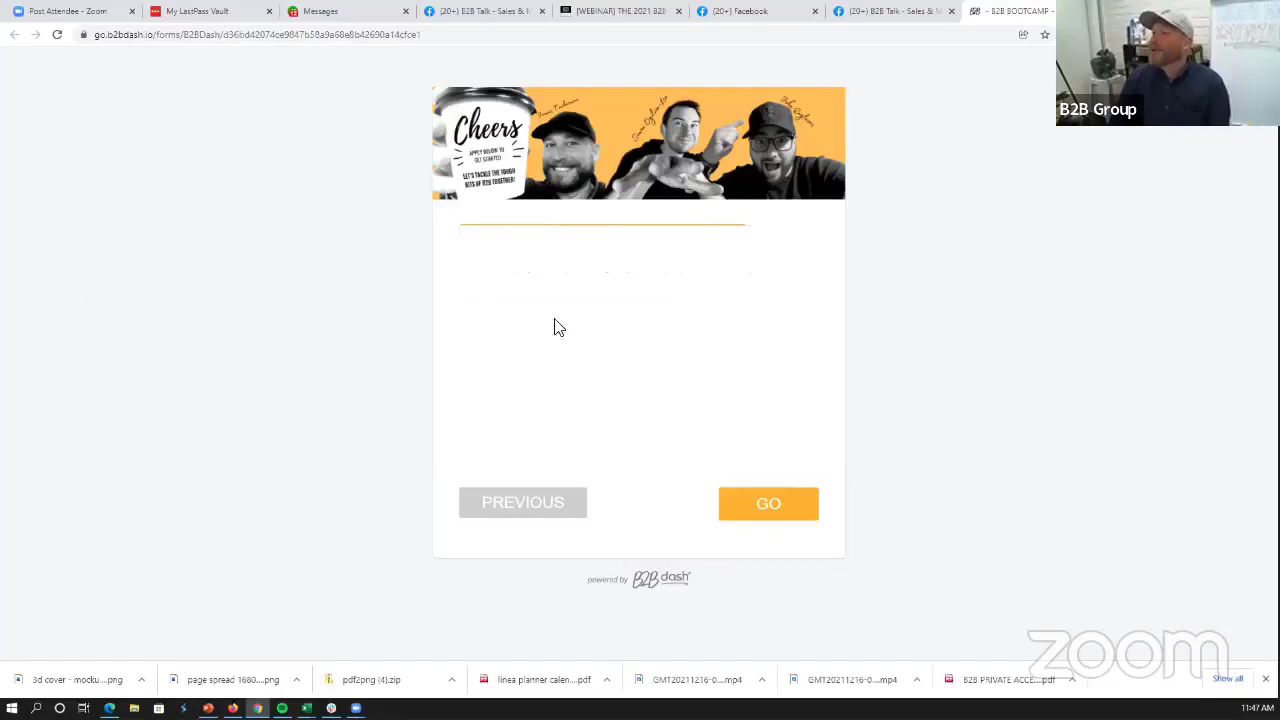 Post Attendee - Zoom
My LastPass Vault
Messages
(20+) B2B Talk - Sales & M
[WEBINAR] THE 2021 B2B
(20+) Facebook
(20+) B2B Talk - Sales & M
- B2B BOOTCAMP -
go.b2bdash.io/forms/B2BDash/d36bd42074ce9847b58a9a68e8b42690a14cfce1
B2B Group
Cheers
APPLY BELOW TO
GET STARTED
LET'S TACKLE THE TOUGH
BITS OF B2B TOGETHER!
PREVIOUS
GO
powered by B2B dash
zoom
3d cover - mocku....png
page spread 1680....png
linea planner calen....pdf
GMT20211216-0....mp4
GMT20211216-0....mp4
B2B PRIVATE ACCE....pdf
Show all
11:47 AM